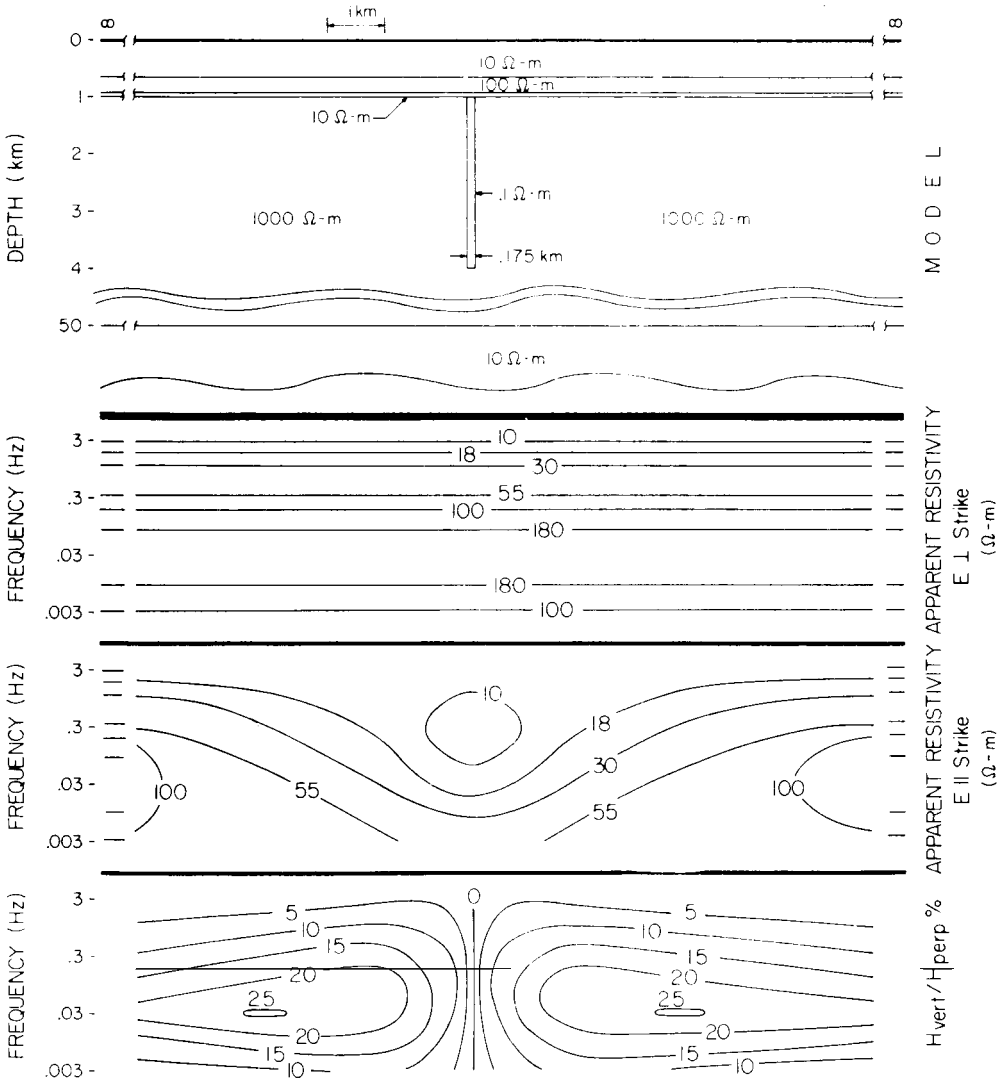 ∞ 1 km ∞
0 -
10 Ω-m
100 Ω-m
1 -
10 Ω-m
2 -
.1 Ω-m
3 -
1000 Ω-m 1000 Ω-m
.175 km
4 -
50 -
10 Ω-m
DEPTH (km)
MODEL
3 -
.3 -
.03 -
.003 -
10
18
30
55
100
180
180
100
FREQUENCY (Hz)
APPARENT RESISTIVITY
E ⊥ Strike
(Ω-m)
3 -
.3 -
.03 -
.003 -
10
18
30
55
55
100
100
FREQUENCY (Hz)
APPARENT RESISTIVITY
E || Strike
(Ω-m)
3 -
.3 -
.03 -
.003 -
0
5 5
10 10
15 15
20 20
25 25
20 20
15 15
10 10
FREQUENCY (Hz)
Hvert/Hperp %